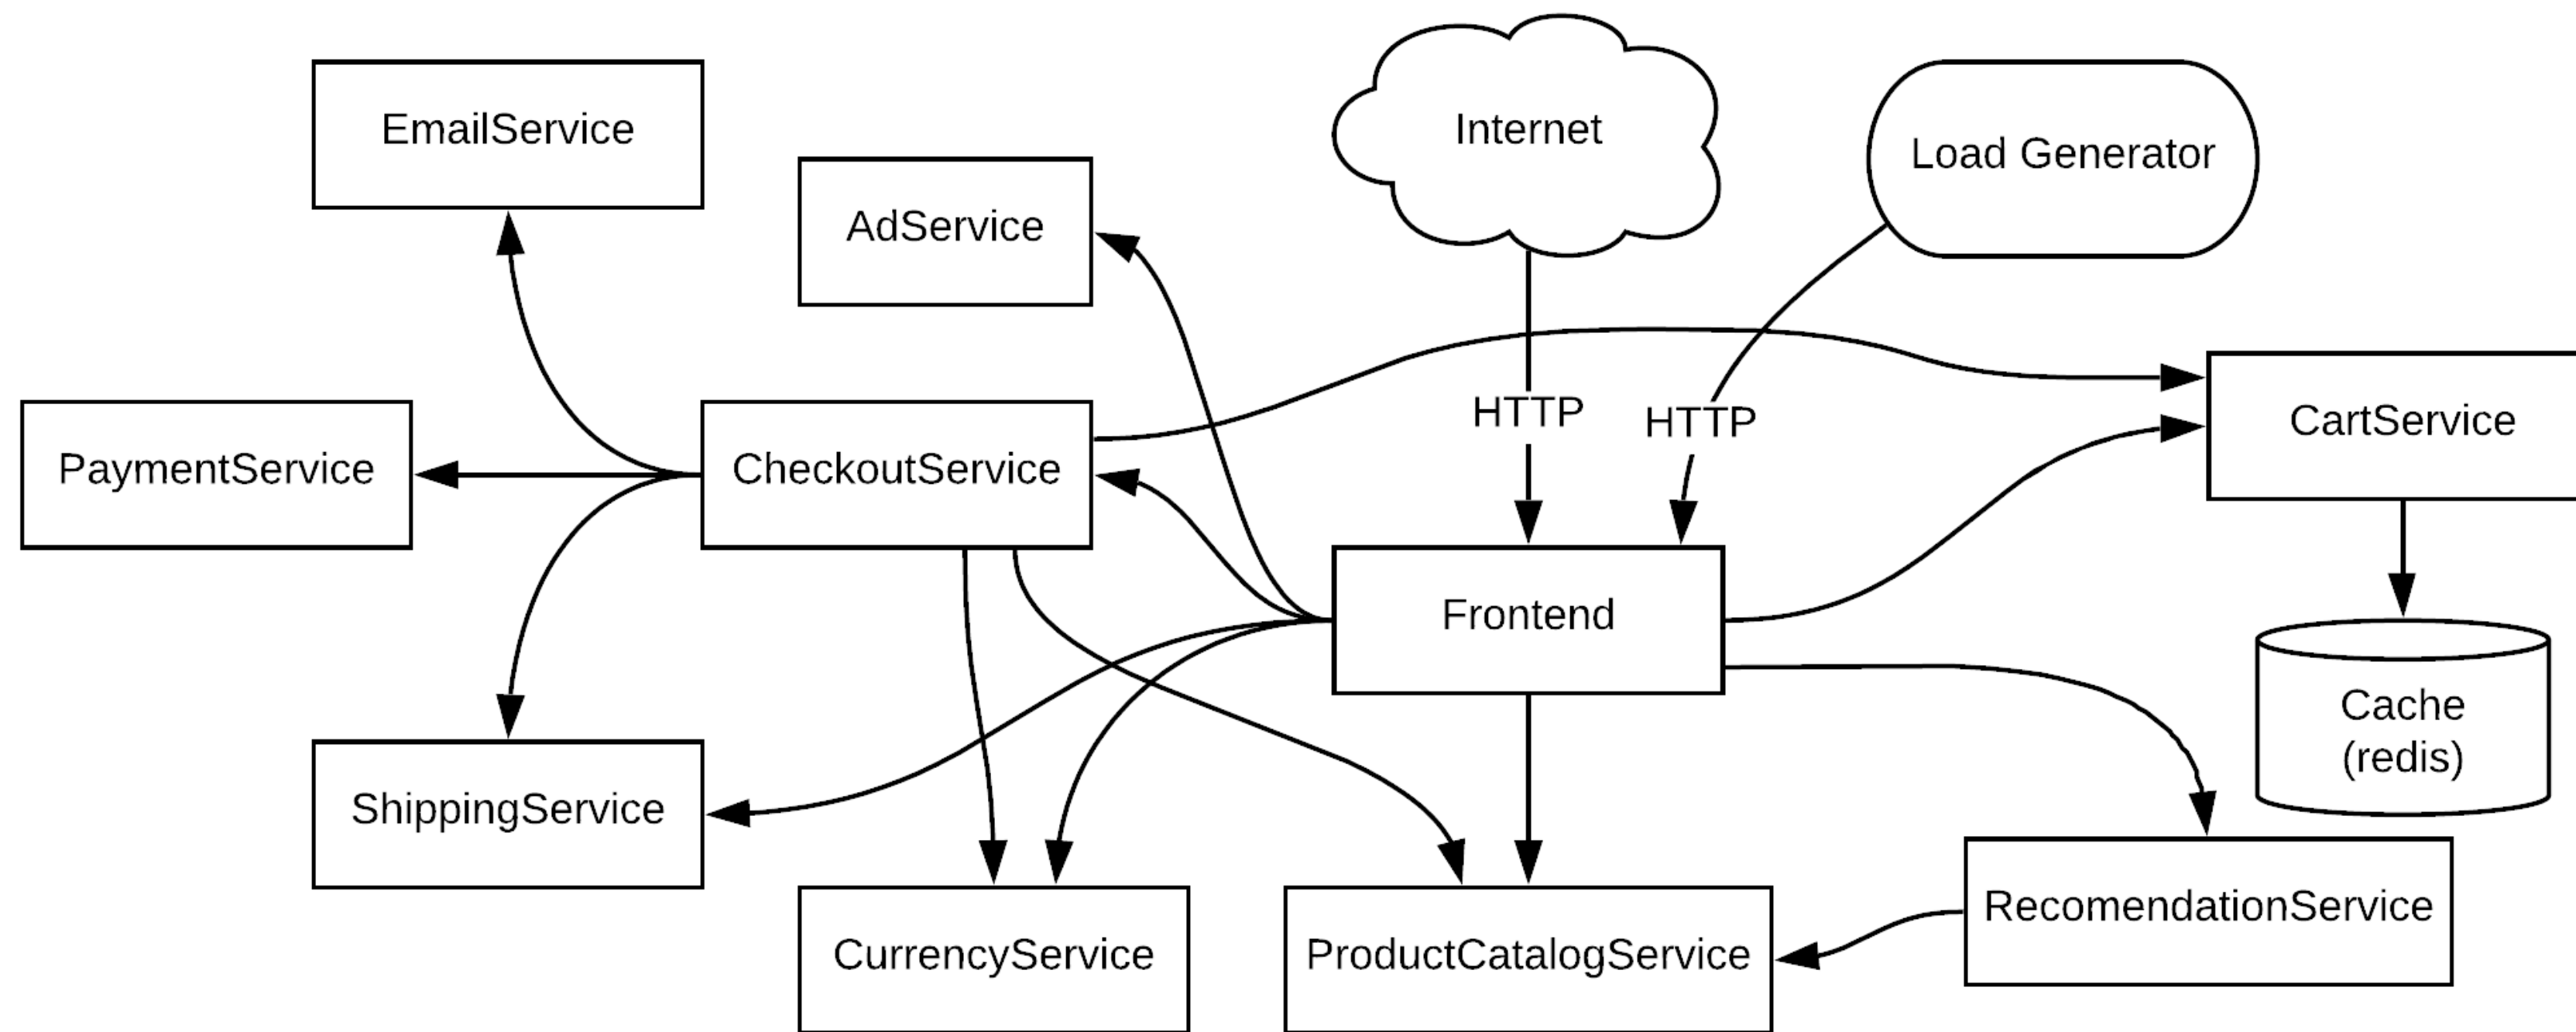 EmailService
AdService
Internet
Load Generator
HTTP
HTTP
PaymentService
CheckoutService
CartService
Frontend
Cache
(redis)
ShippingService
CurrencyService
ProductCatalogService
RecomendationService